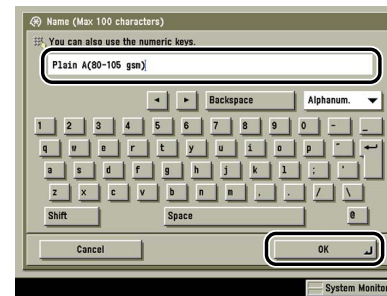 Name (Max 100 characters)
You can also use the numeric keys.
Plain A(80-105 gsm)
◄ ► Backspace Alphanum. ▼
1 2 3 4 5 6 7 8 9 0 - _
q w e r t y u i o p ~ ↵
a s d f g h j k l ; '
z x c v b n m , . / \
Shift Space @
Cancel OK ↵
System Monitor